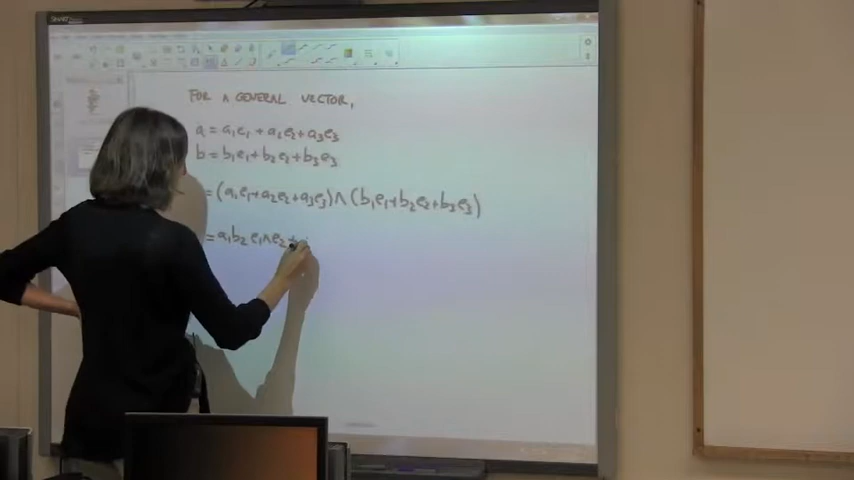 FOR A GENERAL VECTOR,
a = a₁e₁ + a₂e₂ + a₃e₃
b = b₁e₁ + b₂e₂ + b₃e₃
= (a₁e₁ + a₂e₂ + a₃e₃) ∧ (b₁e₁ + b₂e₂ + b₃e₃)
= a₁b₂ e₁∧e₂ +